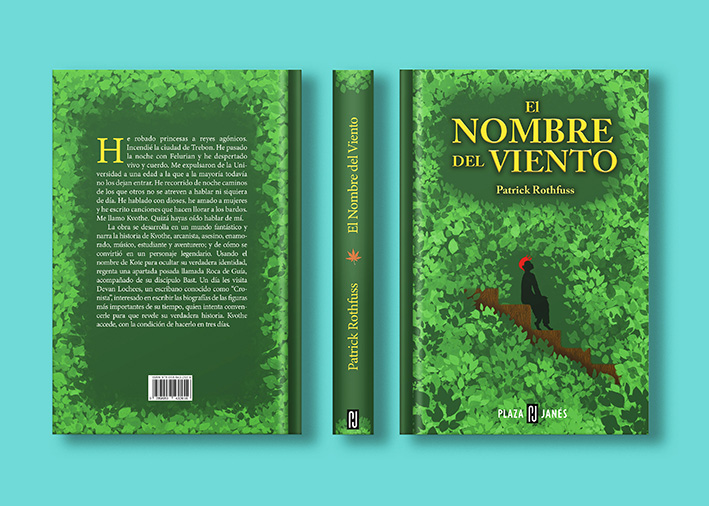 He robado princesas a reyes agónicos.
Incendié la ciudad de Trebon. He pasado
la noche con Felurian y he despertado
vivo y cuerdo. Me expulsaron de la Uni-
versidad a una edad a la que a la mayoría todavía
no los dejan entrar. He recorrido de noche caminos
de los que otros no se atreven a hablar ni siquiera
de día. He hablado con dioses, he amado a mujeres
y he escrito canciones que hacen llorar a los bardos.
Me llamo Kvothe. Quizá hayas oído hablar de mí.
La obra se desarrolla en un mundo fantástico y
narra la historia de Kvothe, arcanista, asesino, enamo-
rado, músico, estudiante y aventurero; y de cómo se
convirtió en un personaje legendario. Usando el
nombre de Kote para ocultar su verdadera identidad,
regenta una apartada posada llamada Roca de Guía,
acompañado de su discípulo Bast. Un día les visita
Devan Lochees, un escribano conocido como "Cro-
nista", interesado en escribir las biografías de las figuras
más importantes de su tiempo, quien intenta conven-
cerle para que revele su verdadera historia. Kvothe
accede, con la condición de hacerlo en tres días.
Patrick Rothfuss
El Nombre del Viento
El
NOMBRE
DEL VIENTO
Patrick Rothfuss
PLAZA JANÉS